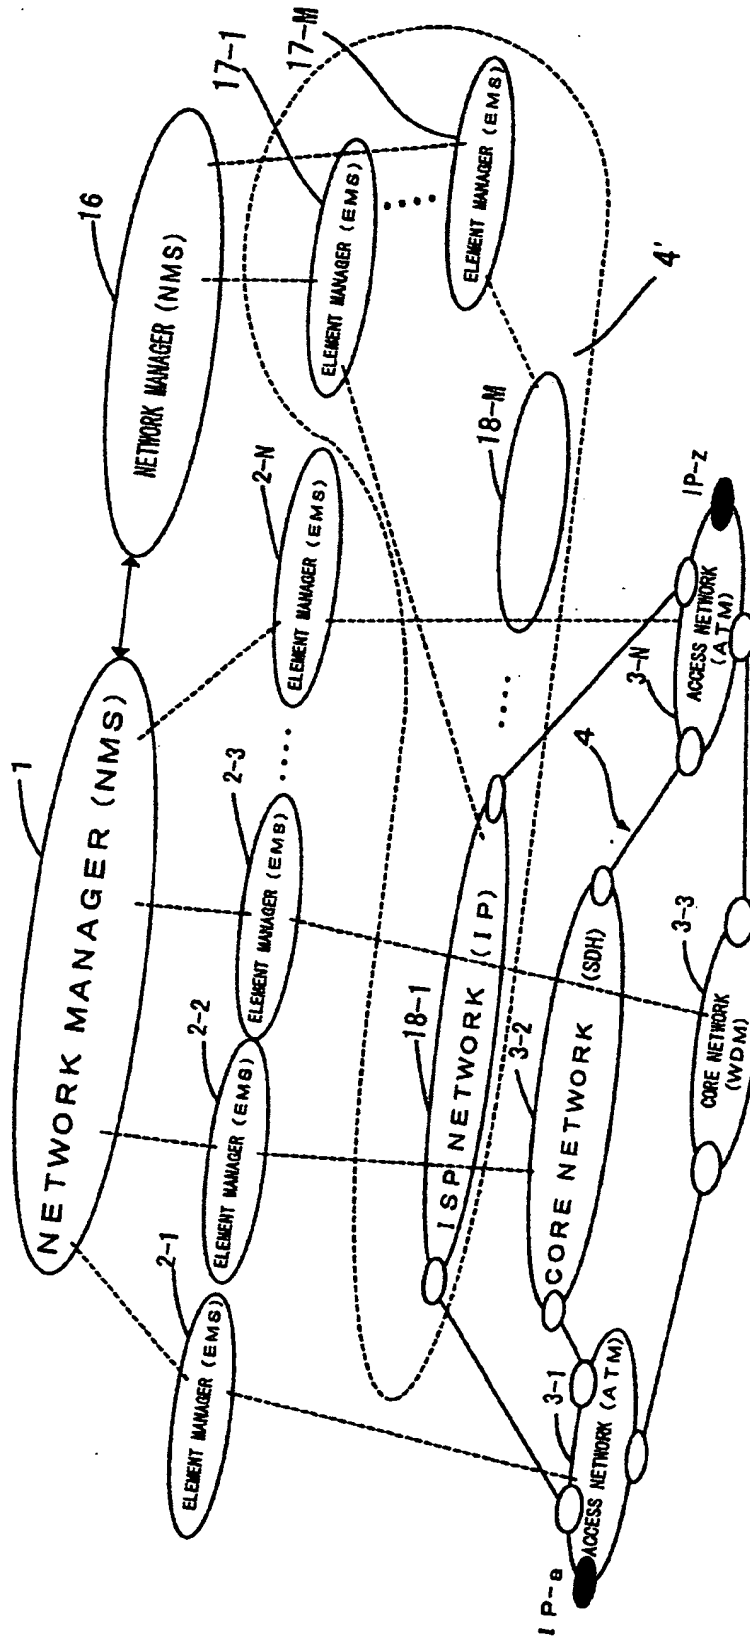 1
NETWORK MANAGER (NMS)
16
NETWORK MANAGER (NMS)
17-1
17-M
2-1
ELEMENT MANAGER (EMS)
2-2
ELEMENT MANAGER (EMS)
2-3
ELEMENT MANAGER (EMS)
2-N
ELEMENT MANAGER (EMS)
ELEMENT MANAGER (EMS)
ELEMENT MANAGER (EMS)
18-1
ISP NETWORK (IP)
18-M
4'
3-2
CORE NETWORK (SDH)
4
3-1
ACCESS NETWORK (ATM)
IP-a
3-3
CORE NETWORK
(WDM)
3-N
ACCESS NETWORK
(ATM)
IP-z